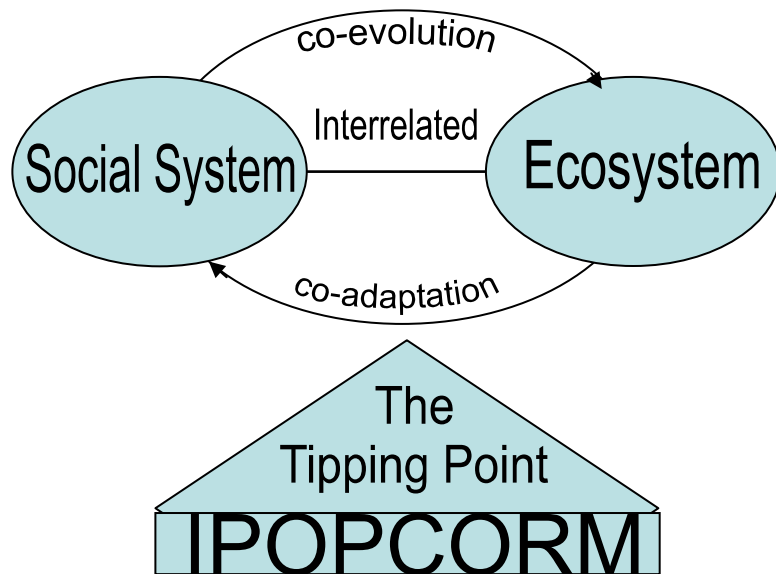 co-evolution
Interrelated
Social System
Ecosystem
co-adaptation
The
Tipping Point
IPOPCORM